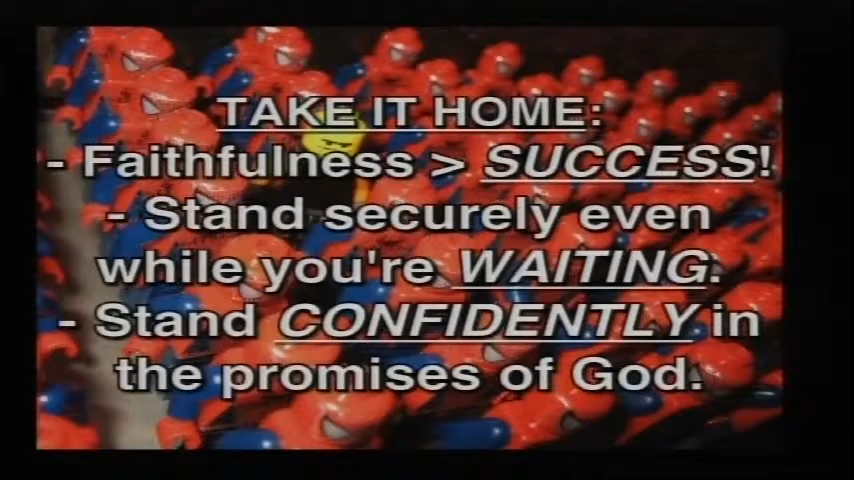 TAKE IT HOME:
- Faithfulness > SUCCESS!
- Stand securely even
while you're WAITING.
- Stand CONFIDENTLY in
the promises of God.